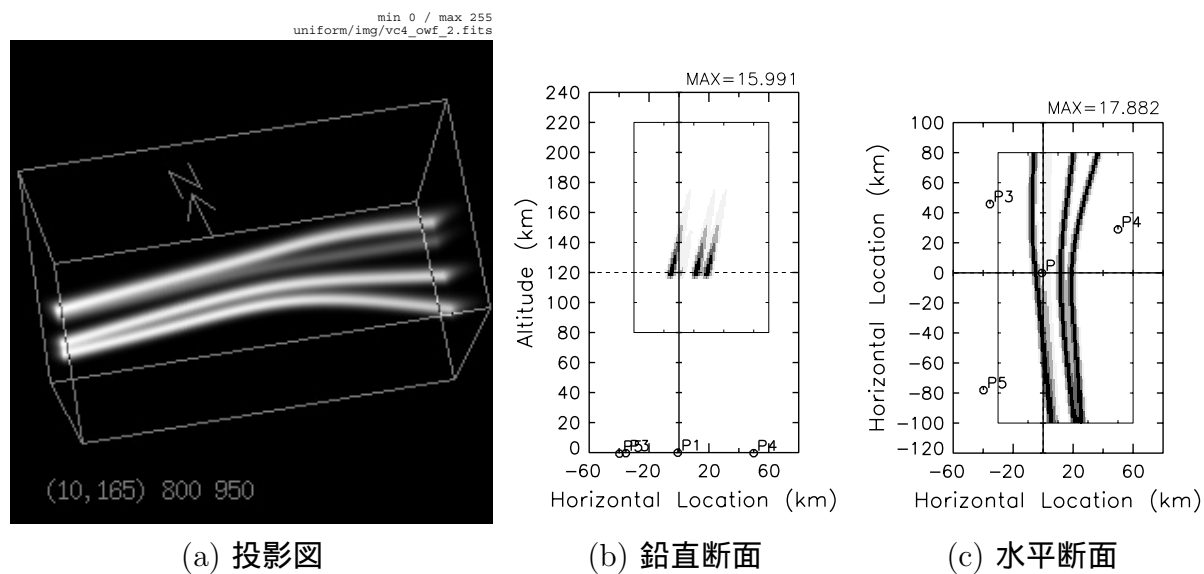 min 0 / max 255
uniform/img/vc4_owf_2.fits
N
(10,165) 800 950
(a) 投影図
MAX=15.991
Altitude (km)
240
220
200
180
160
140
120
100
80
60
40
20
0
P3
P1
P4
-60
-20
20
60
Horizontal Location (km)
(b) 鉛直断面
MAX=17.882
Horizontal Location (km)
100
80
60
40
20
0
-20
-40
-60
-80
-100
-120
P3
P4
P
P5
-60
-20
20
60
Horizontal Location (km)
(c) 水平断面